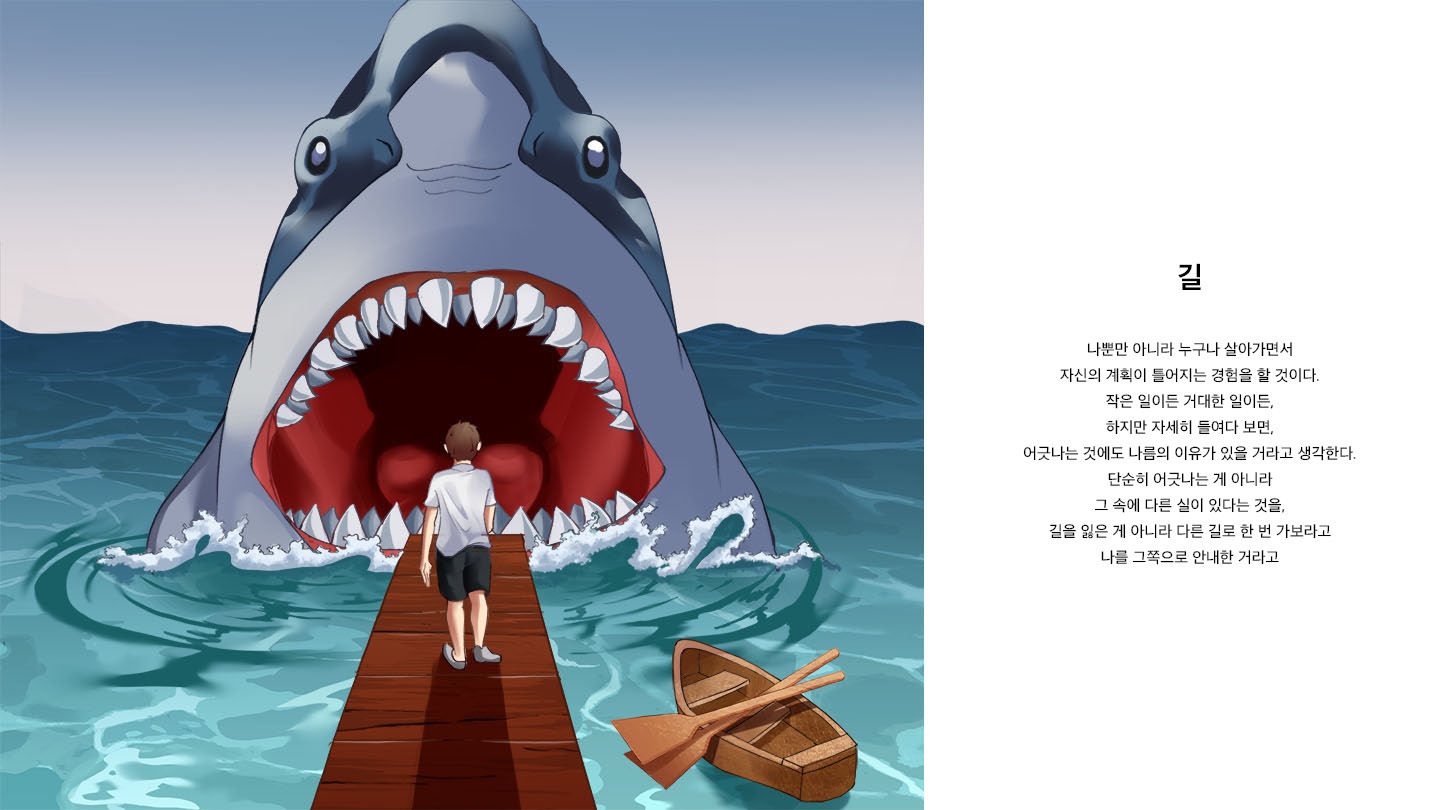 길
나뿐만 아니라 누구나 살아가면서
자신의 계획이 틀어지는 경험을 할 것이다.
작은 일이든 거대한 일이든,
하지만 자세히 들여다 보면,
어긋나는 것에도 나름의 이유가 있을 거라고 생각한다.
단순히 어긋나는 게 아니라
그 속에 다른 실이 있다는 것을,
길을 잃은 게 아니라 다른 길로 한 번 가보라고
나를 그쪽으로 안내한 거라고